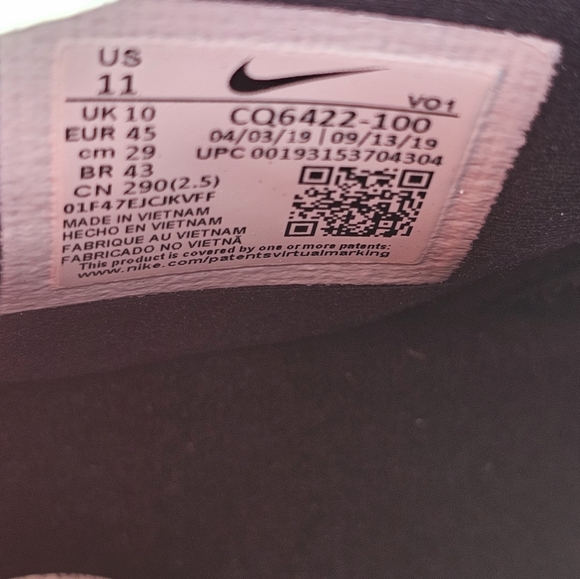 US
11
VO1
UK 10
EUR 45
cm 29
BR 43
CN 290(2.5)
CQ6422-100
04/03/19 | 09/13/19
UPC 00193153704304
01F47EJCJKVFF
MADE IN VIETNAM
HECHO EN VIETNAM
FABRIQUE AU VIETNAM
FABRICADO NO VIETNÃ
This product is covered by one or more patents:
www.nike.com/patentsvirtualmarking